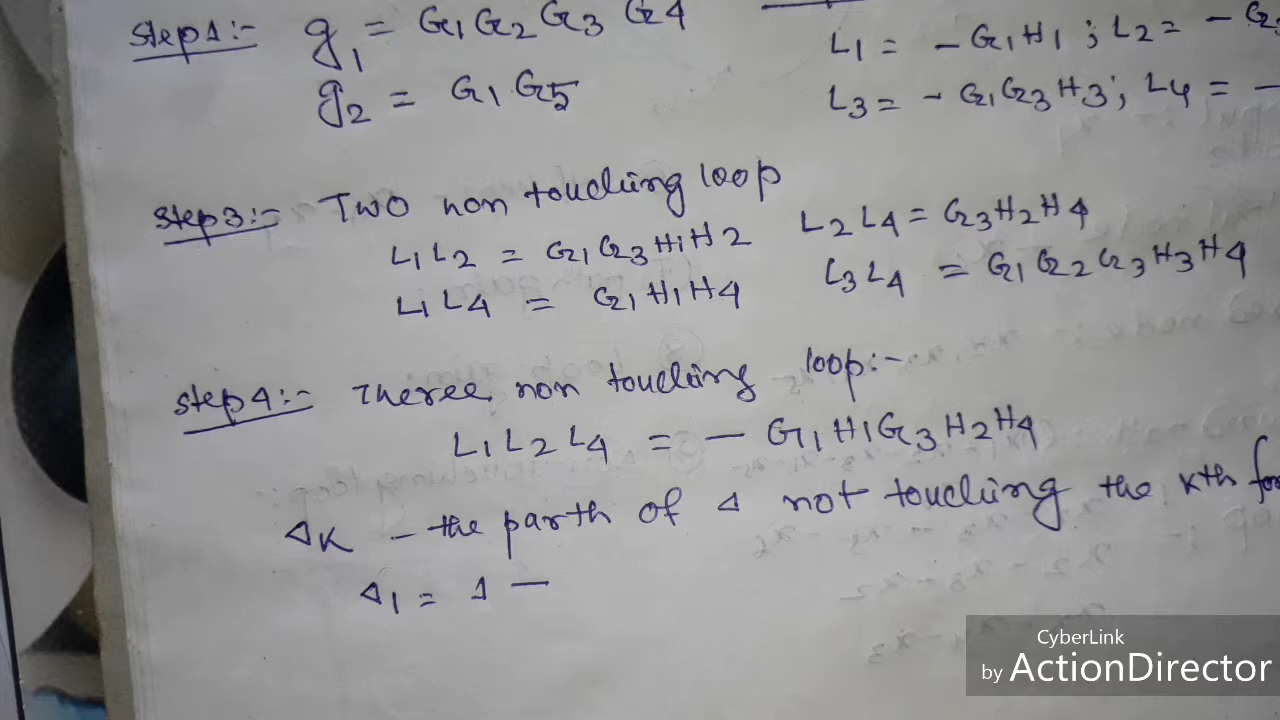 Step1:- g1 = G1G2G3G4
L1 = -G1H1 ; L2 = -G
g2 = G1G5
L3 = -G1G3H3; L4 = -
Step3:- Two non touching loop
L1L2 = G1G3H1H2 L2L4 = G3H2H4
L1L4 = G1H1H4 L3L4 = G1G2G3H3H4
Step4:- Theree non touching loop:-
L1L2L4 = - G1H1G3H2H4
ΔK - the parth of Δ not touching the Kth for
Δ1 = 1 -
CyberLink
by ActionDirector